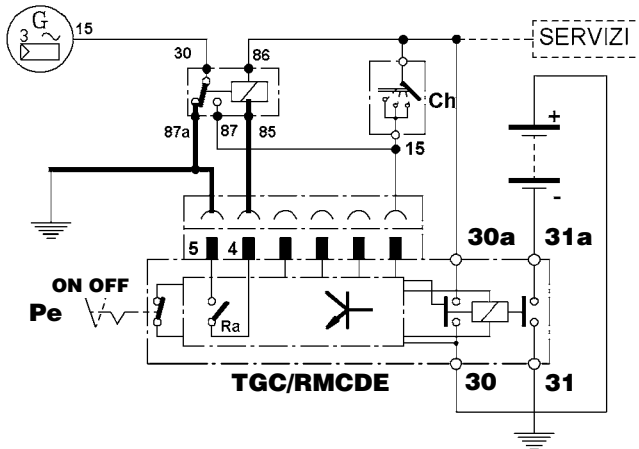 G
3
15
30
86
SERVIZI
Ch
87a
87
85
15
+
-
30a
31a
5
4
ON OFF
Pe
Ra
TGC/RMCDE
30
31